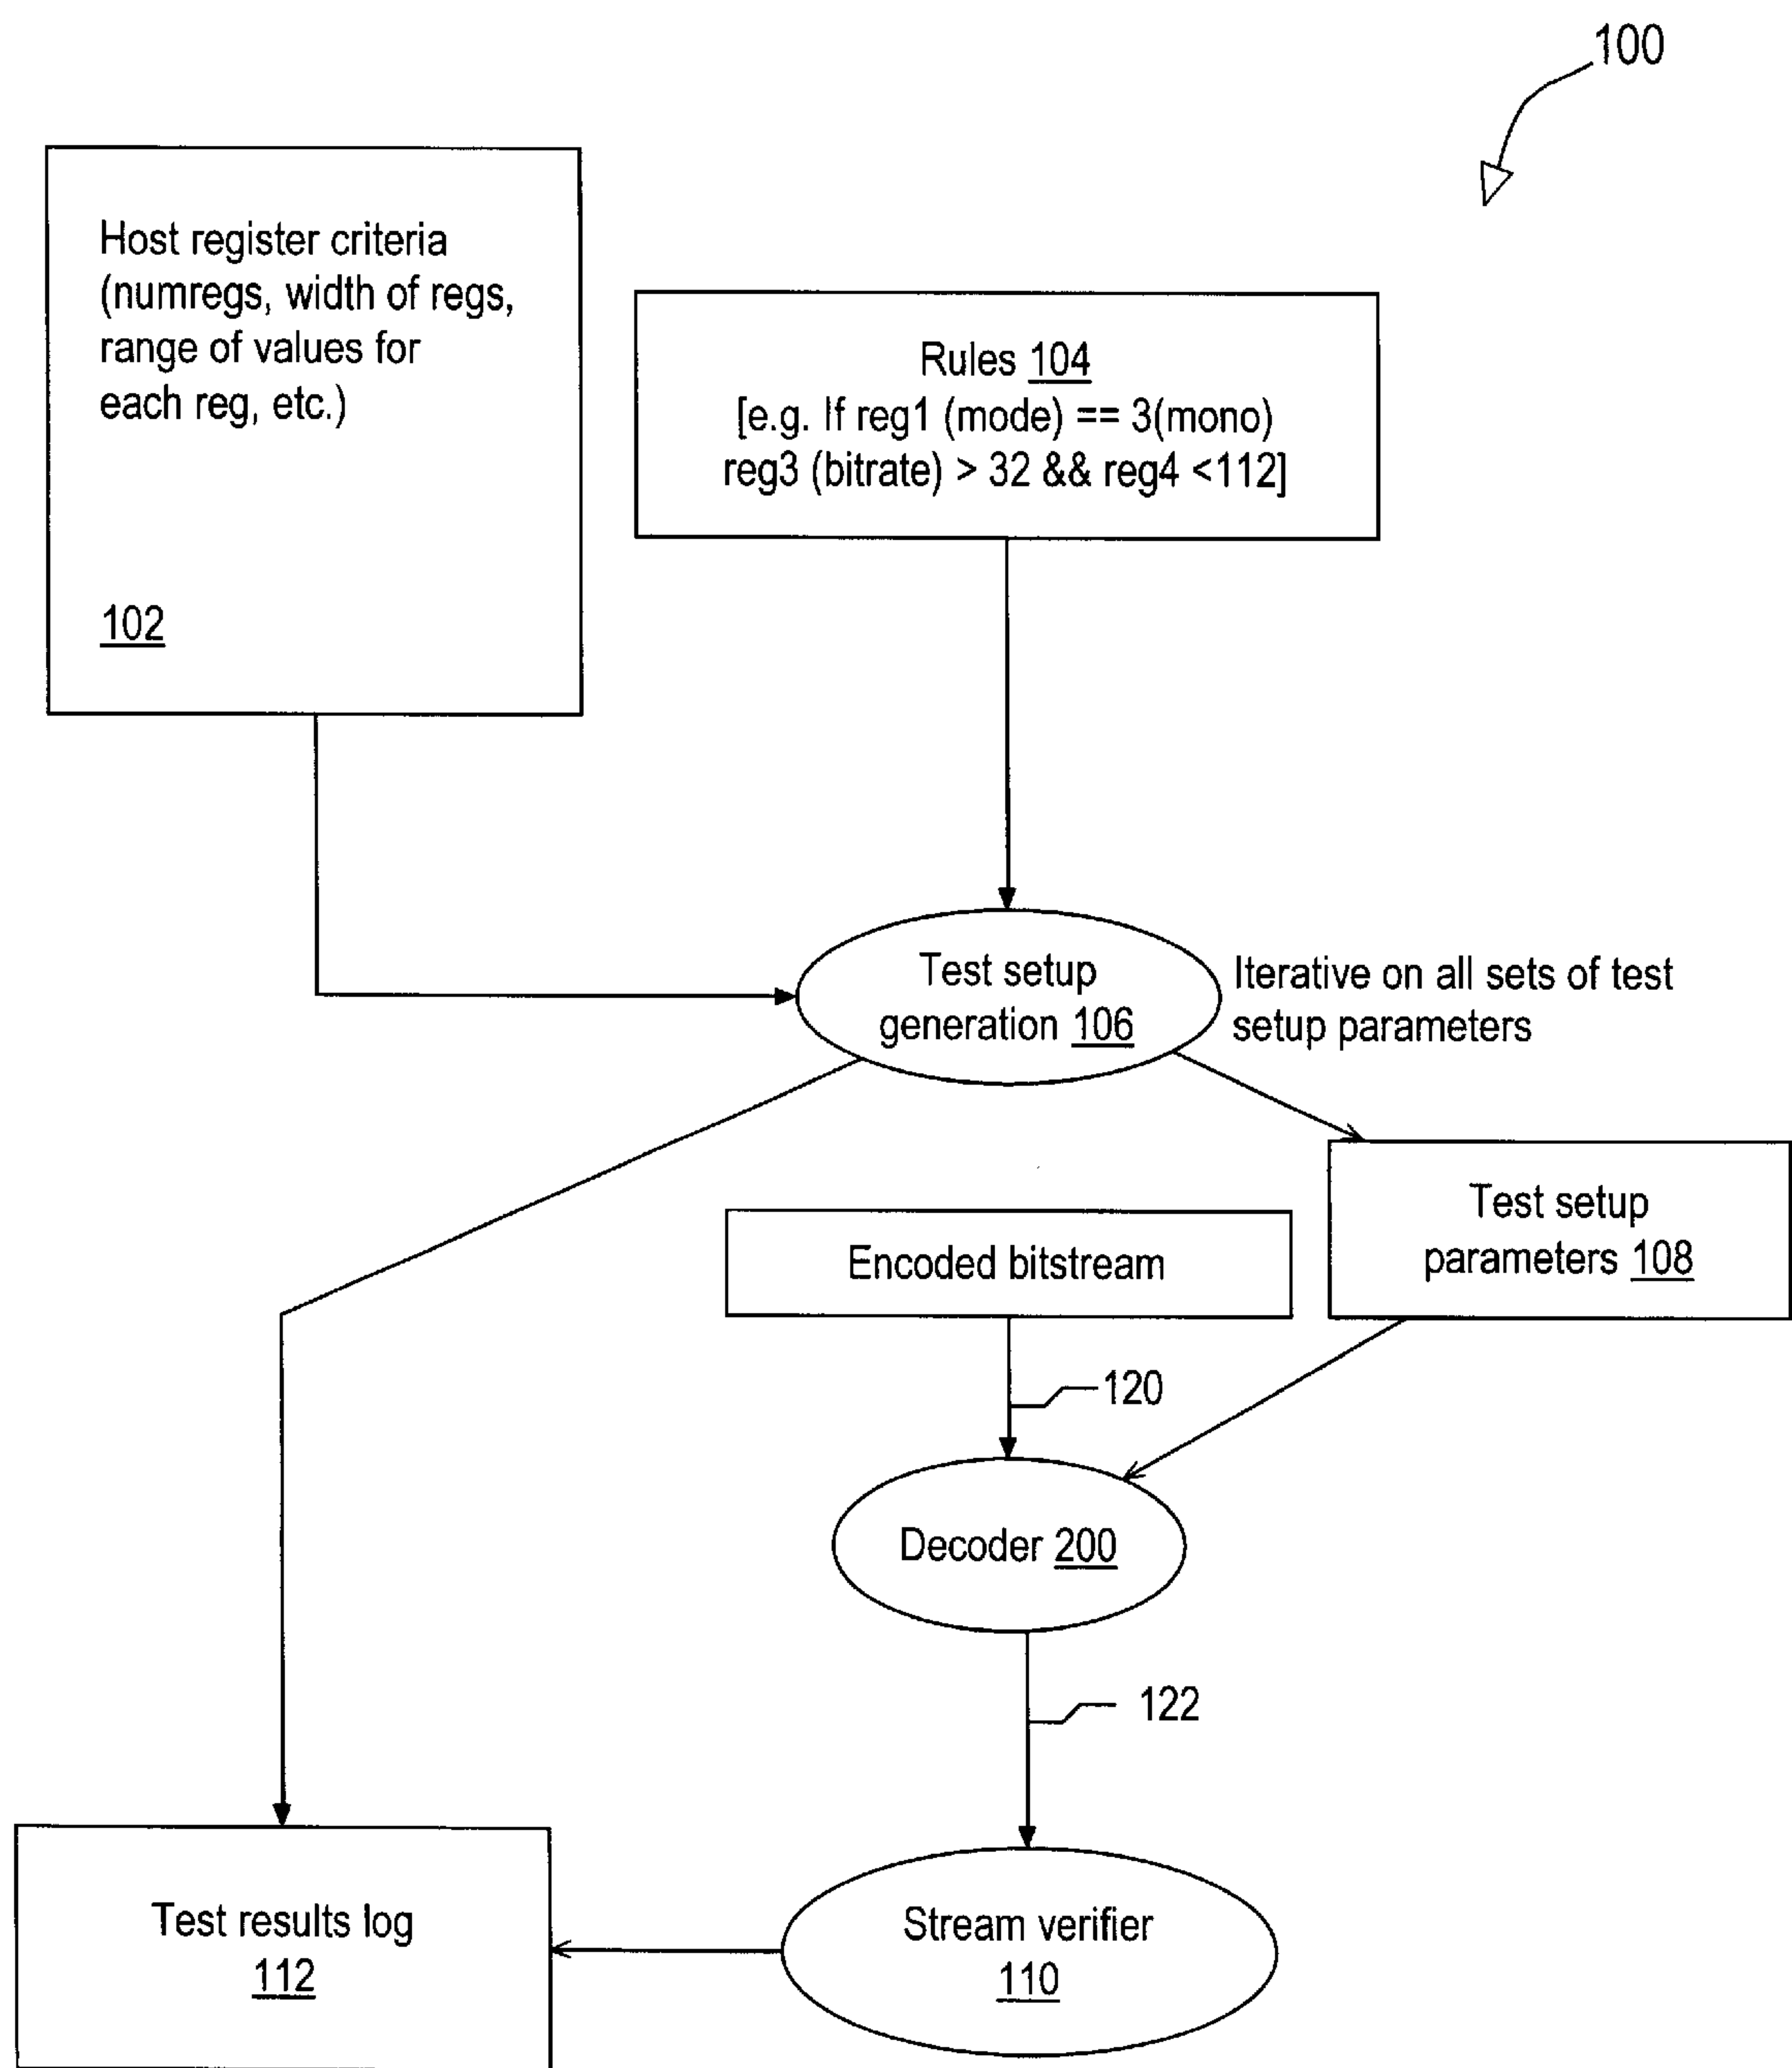 100
Host register criteria
(numregs, width of regs,
range of values for
each reg, etc.)
102
Rules 104
[e.g. If reg1 (mode) == 3(mono)
reg3 (bitrate) > 32 && reg4 <112]
Test setup
generation 106
Iterative on all sets of test
setup parameters
Test setup
parameters 108
Encoded bitstream
120
Decoder 200
122
Test results log
112
Stream verifier
110